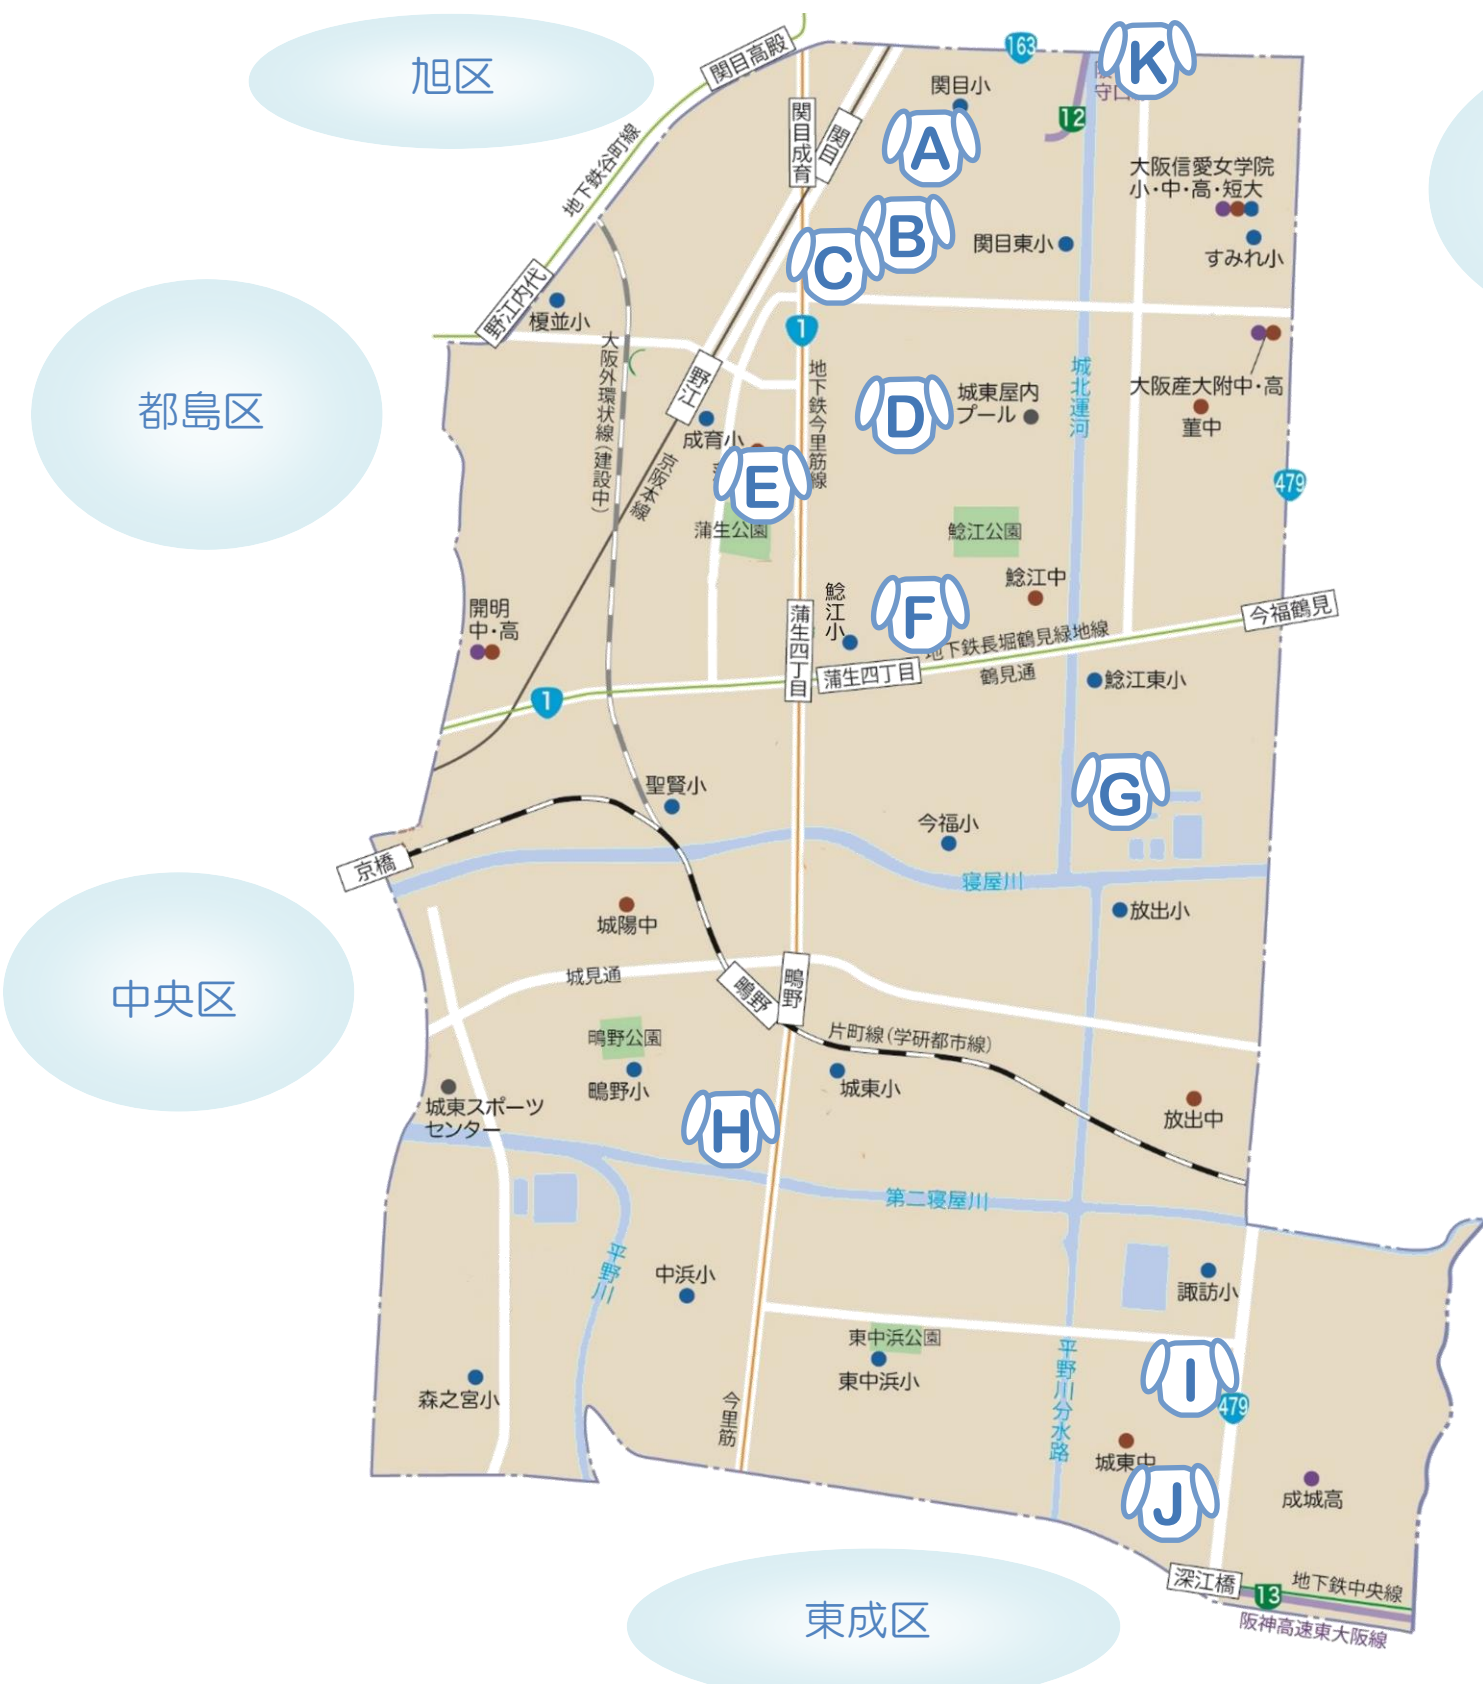 旭区
都島区
中央区
東成区
関目高殿
地下鉄谷町線
野江内代
榎並小
大阪外環状線(建設中)
163
K
守口
12
関目小
関目成育
関目
A
B
C
関目東小
大阪信愛女学院
小・中・高・短大
すみれ小
1
野江
成育小
京阪本線
地下鉄今里筋線
D
城東屋内
プール
城北運河
大阪産大附中・高
菫中
479
E
蒲生公園
鯰江公園
鯰江中
開明
中・高
蒲生四丁目
鯰江小
F
地下鉄長堀鶴見緑地線
今福鶴見
蒲生四丁目
鶴見通
鯰江東小
1
聖賢小
G
今福小
京橋
寝屋川
城陽中
放出小
城見通
鴫野
鴫野
片町線(学研都市線)
鴫野公園
鴫野小
城東小
城東スポーツ
センター
H
放出中
第二寝屋川
平野川
中浜小
諏訪小
東中浜公園
東中浜小
平野川分水路
I
479
森之宮小
今里筋
城東中
J
成城高
深江橋
13
地下鉄中央線
阪神高速東大阪線